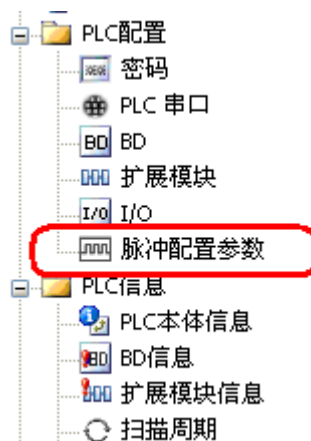 PLC配置
密码
PLC 串口
BD BD
扩展模块
I/O I/O
脉冲配置参数
PLC信息
PLC本体信息
BD BD信息
扩展模块信息
扫描周期